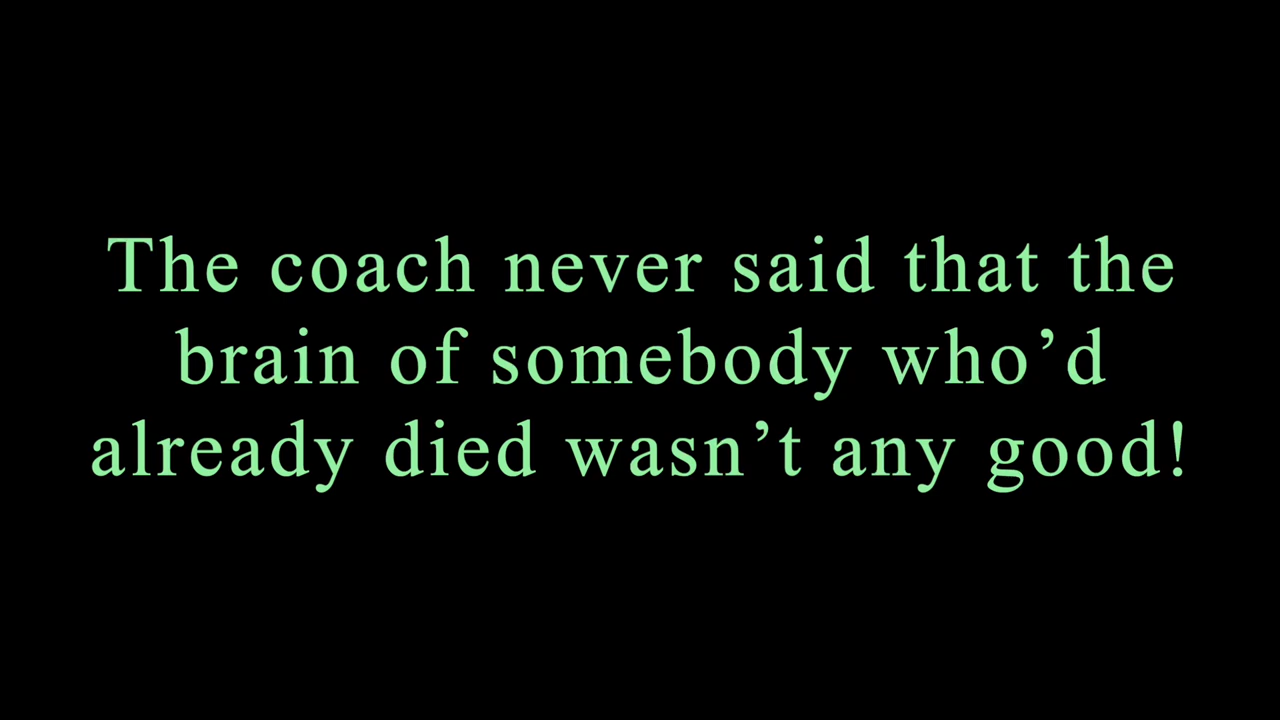 The coach never said that the
brain of somebody who’d
already died wasn’t any good!